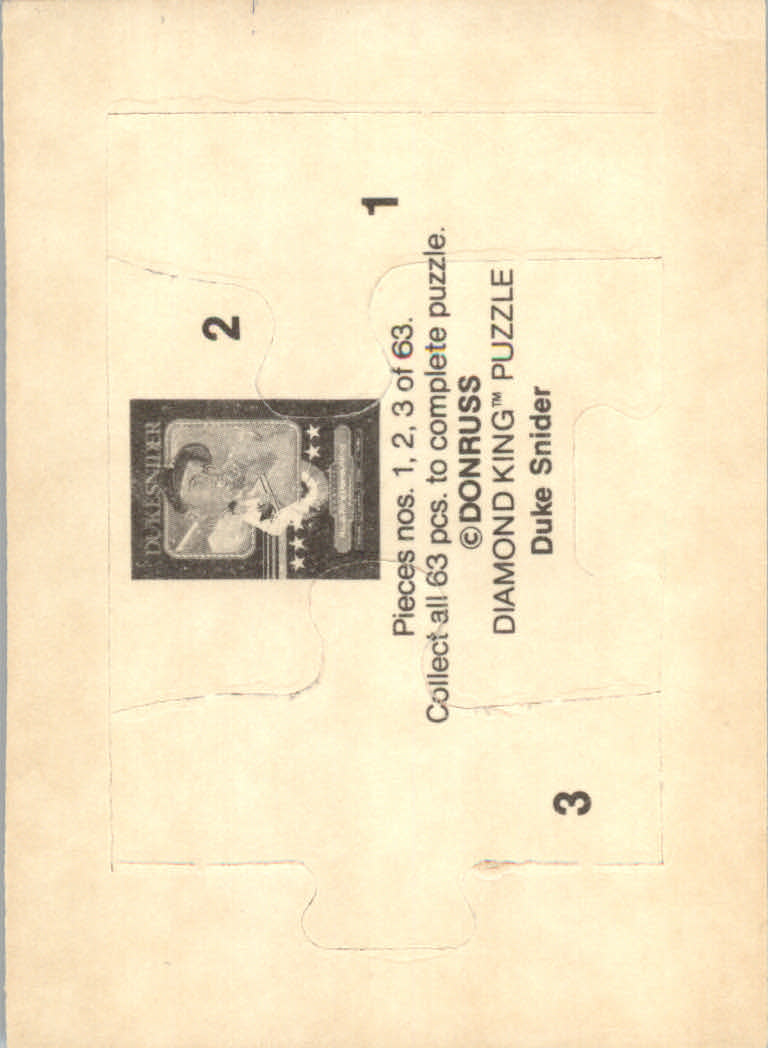 1
2
DUKE SNIDER
Pieces nos. 1, 2, 3 of 63.
Collect all 63 pcs. to complete puzzle.
©DONRUSS
DIAMOND KING™ PUZZLE
Duke Snider
3